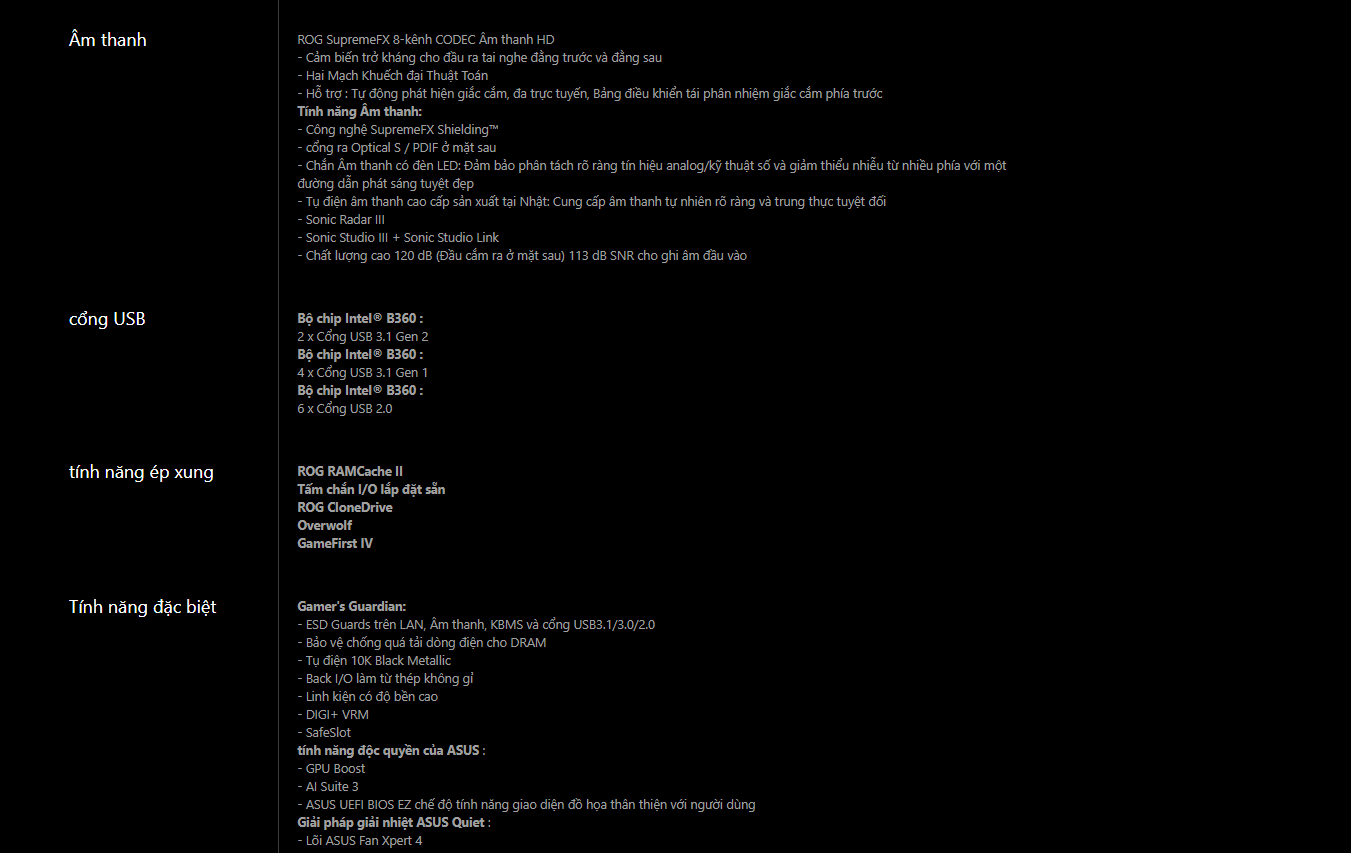 Âm thanh
ROG SupremeFX 8-kênh CODEC Âm thanh HD
- Cảm biến trở kháng cho đầu ra tai nghe đằng trước và đằng sau
- Hai Mạch Khuếch đại Thuật Toán
- Hỗ trợ : Tự động phát hiện giắc cắm, đa trực tuyến, Bảng điều khiển tái phân nhiệm giắc cắm phía trước
Tính năng Âm thanh:
- Công nghệ SupremeFX Shielding™
- cổng ra Optical S / PDIF ở mặt sau
- Chắn Âm thanh có đèn LED: Đảm bảo phân tách rõ ràng tín hiệu analog/kỹ thuật số và giảm thiểu nhiễu từ nhiều phía với một
đường dẫn phát sáng tuyệt đẹp
- Tụ điện âm thanh cao cấp sản xuất tại Nhật: Cung cấp âm thanh tự nhiên rõ ràng và trung thực tuyệt đối
- Sonic Radar III
- Sonic Studio III + Sonic Studio Link
- Chất lượng cao 120 dB (Đầu cắm ra ở mặt sau) 113 dB SNR cho ghi âm đầu vào
cổng USB
Bộ chip Intel® B360 :
2 x Cổng USB 3.1 Gen 2
Bộ chip Intel® B360 :
4 x Cổng USB 3.1 Gen 1
Bộ chip Intel® B360 :
6 x Cổng USB 2.0
tính năng ép xung
ROG RAMCache II
Tấm chắn I/O lắp đặt sẵn
ROG CloneDrive
Overwolf
GameFirst IV
Tính năng đặc biệt
Gamer's Guardian:
- ESD Guards trên LAN, Âm thanh, KBMS và cổng USB3.1/3.0/2.0
- Bảo vệ chống quá tải dòng điện cho DRAM
- Tụ điện 10K Black Metallic
- Back I/O làm từ thép không gỉ
- Linh kiện có độ bền cao
- DIGI+ VRM
- SafeSlot
tính năng độc quyền của ASUS :
- GPU Boost
- AI Suite 3
- ASUS UEFI BIOS EZ chế độ tính năng giao diện đồ họa thân thiện với người dùng
Giải pháp giải nhiệt ASUS Quiet :
- Lõi ASUS Fan Xpert 4